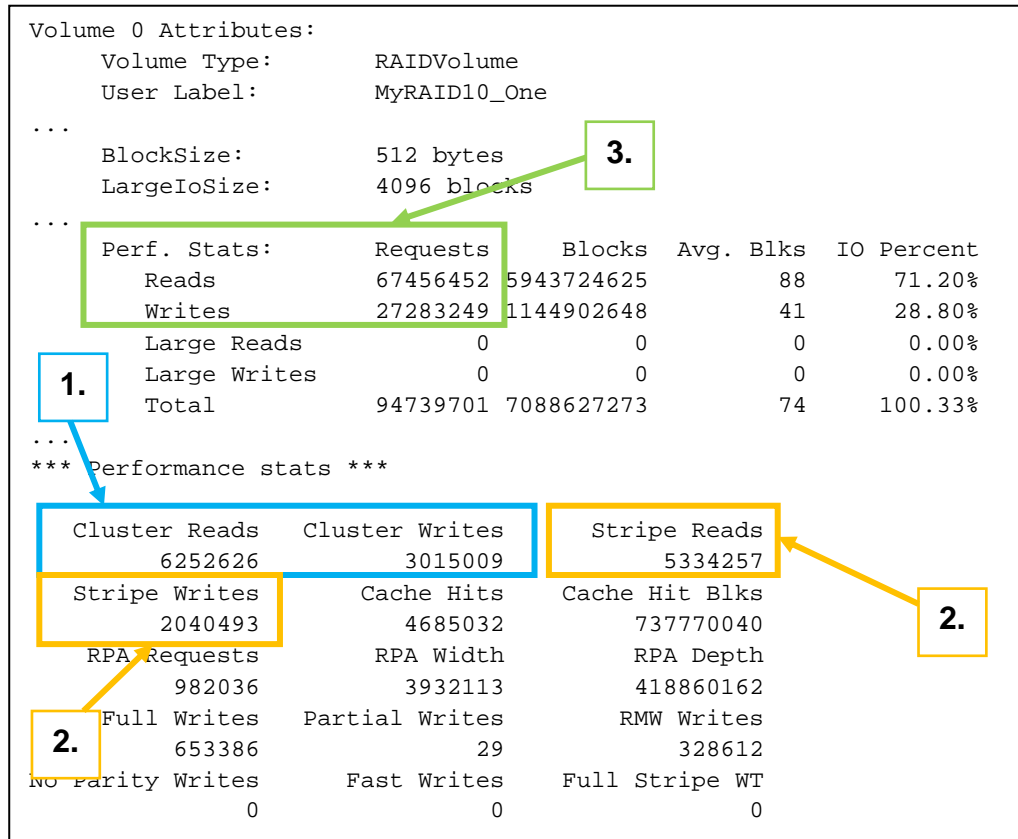 Volume 0 Attributes:
Volume Type: RAIDVolume
User Label: MyRAID10_One
...
3.
BlockSize: 512 bytes
LargeIoSize: 4096 blocks
...
Perf. Stats: Requests Blocks Avg. Blks IO Percent
Reads 67456452 5943724625 88 71.20%
Writes 27283249 1144902648 41 28.80%
Large Reads 0 0 0 0.00%
Large Writes 0 0 0 0.00%
1.
Total 94739701 7088627273 74 100.33%
...
*** Performance stats ***
Cluster Reads Cluster Writes Stripe Reads
6252626 3015009 5334257
Stripe Writes Cache Hits Cache Hit Blks
2040493 4685032 737770040
2.
RPA Requests RPA Width RPA Depth
982036 3932113 418860162
Full Writes Partial Writes RMW Writes
2.
653386 29 328612
No Parity Writes Fast Writes Full Stripe WT
0 0 0